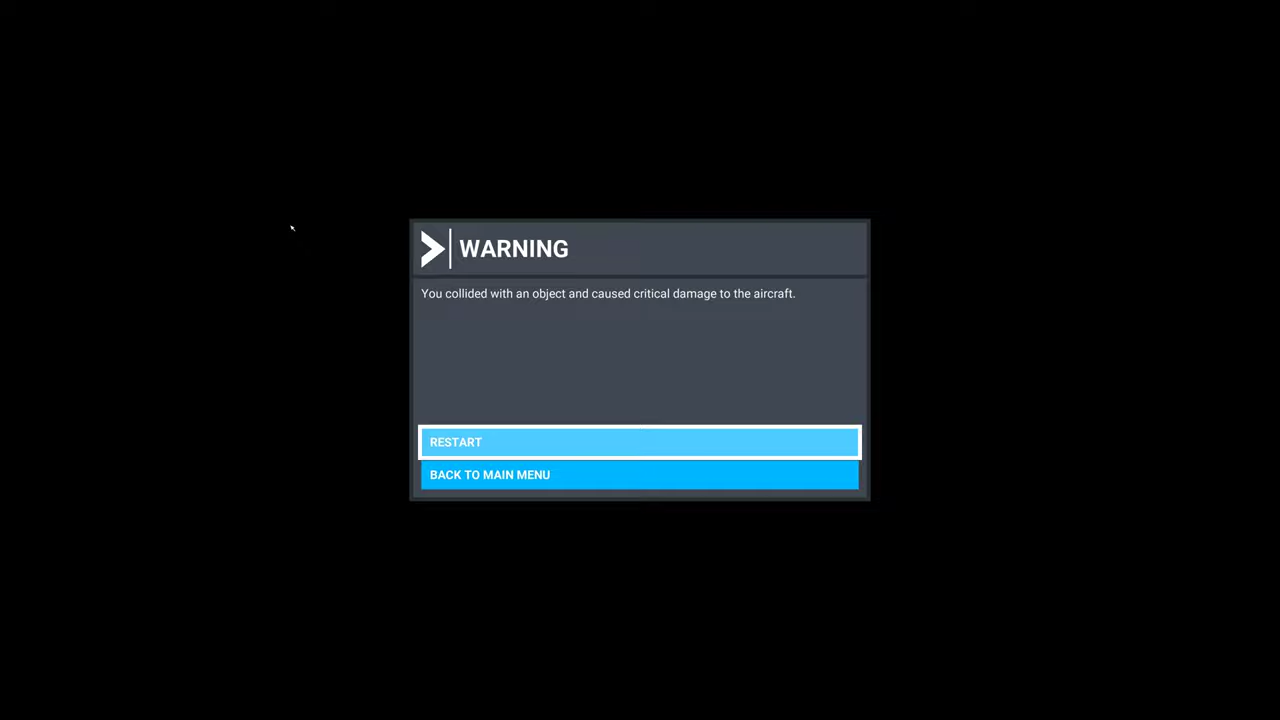 WARNING
You collided with an object and caused critical damage to the aircraft.
RESTART
BACK TO MAIN MENU